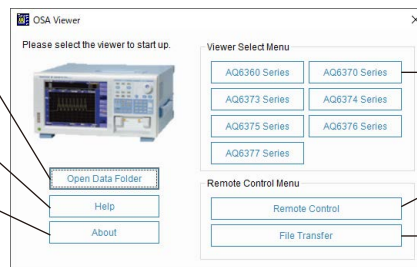 OSA Viewer
Please select the viewer to start up.
Open Data Folder
Help
About
Viewer Select Menu
AQ6360 Series
AQ6370 Series
AQ6373 Series
AQ6374 Series
AQ6375 Series
AQ6376 Series
AQ6377 Series
Remote Control Menu
Remote Control
File Transfer